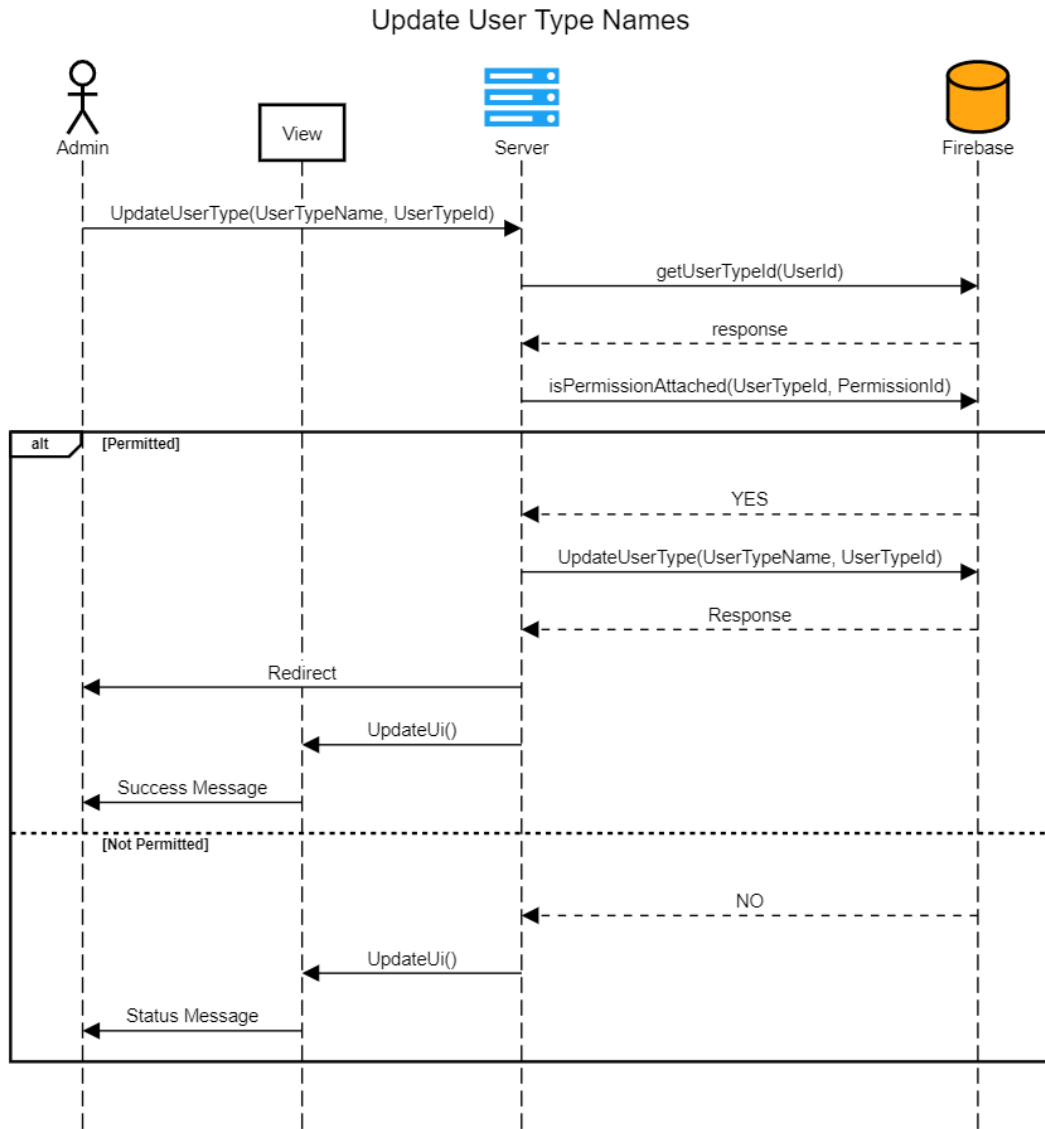 Update User Type Names
Admin
View
Server
Firebase
UpdateUserType(UserTypeName, UserTypeId)
getUserTypeId(UserId)
response
isPermissionAttached(UserTypeId, PermissionId)
alt
[Permitted]
YES
UpdateUserType(UserTypeName, UserTypeId)
Response
Redirect
UpdateUi()
Success Message
[Not Permitted]
NO
UpdateUi()
Status Message